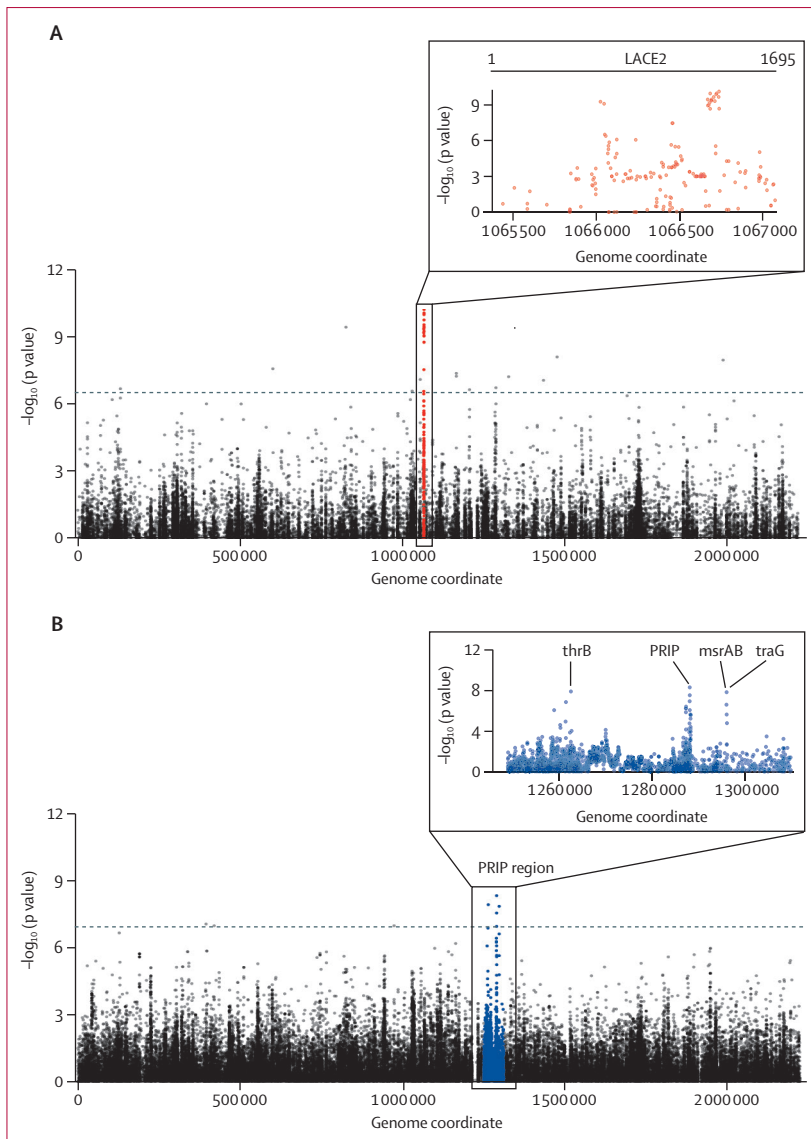 A
1 LACE2 1695
9
6
3
0
–log₁₀ (p value)
1065500 1066000 1065500 1067000
Genome coordinate
12
9
6
3
0
–log₁₀ (p value)
0 500000 1000000 1500000 2000000
Genome coordinate
B
thrB PRIP msrAB traG
12
8
4
0
–log₁₀ (p value)
1260000 1280000 1300000
Genome coordinate
PRIP region
12
9
6
3
0
–log₁₀ (p value)
0 500000 1000000 1500000 2000000
Genome coordinate